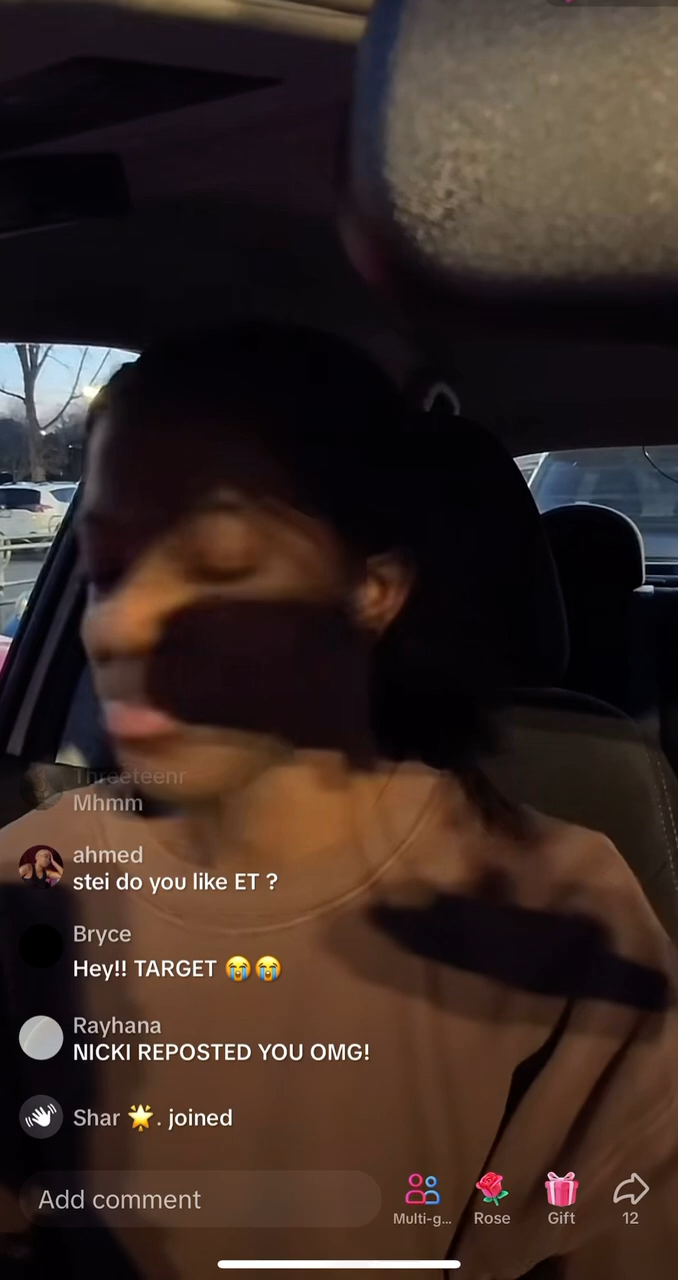 Threeteenr
Mhmm
ahmed
stei do you like ET ?
Bryce
Hey!! TARGET 😭😭
Rayhana
NICKI REPOSTED YOU OMG!
Shar 🌟. joined
Add comment
Multi-g...
Rose
Gift
12